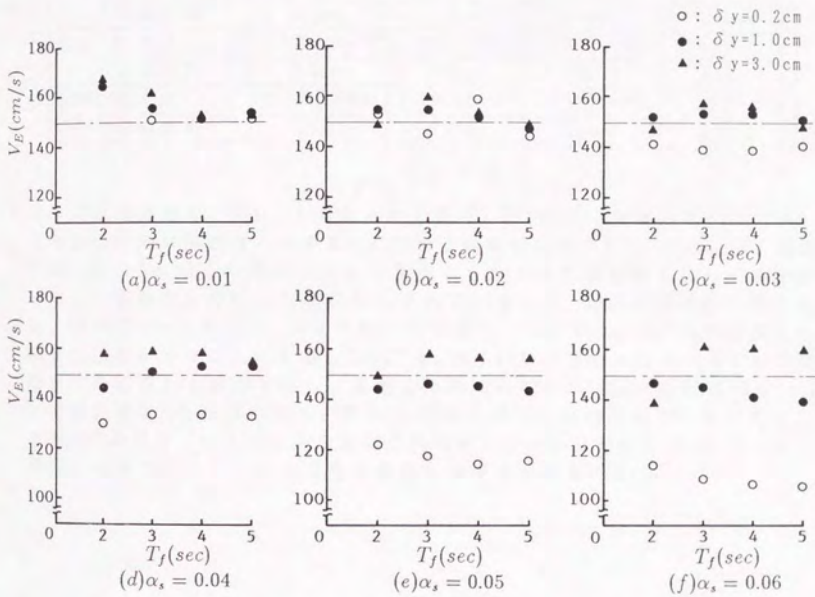 ○ : δ y=0.2cm
● : δ y=1.0cm
▲ : δ y=3.0cm
180
160
140
120
0
V_E(cm/s)
2 3 4 5
T_f(sec)
(a)α_s = 0.01
180
160
140
120
0
2 3 4 5
T_f(sec)
(b)α_s = 0.02
180
160
140
120
0
2 3 4 5
T_f(sec)
(c)α_s = 0.03
180
160
140
120
100
0
V_E(cm/s)
2 3 4 5
T_f(sec)
(d)α_s = 0.04
180
160
140
120
100
0
2 3 4 5
T_f(sec)
(e)α_s = 0.05
180
160
140
120
100
0
2 3 4 5
T_f(sec)
(f)α_s = 0.06